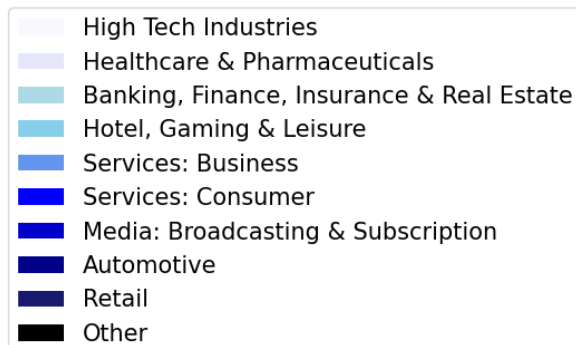 High Tech Industries
Healthcare & Pharmaceuticals
Banking, Finance, Insurance & Real Estate
Hotel, Gaming & Leisure
Services: Business
Services: Consumer
Media: Broadcasting & Subscription
Automotive
Retail
Other